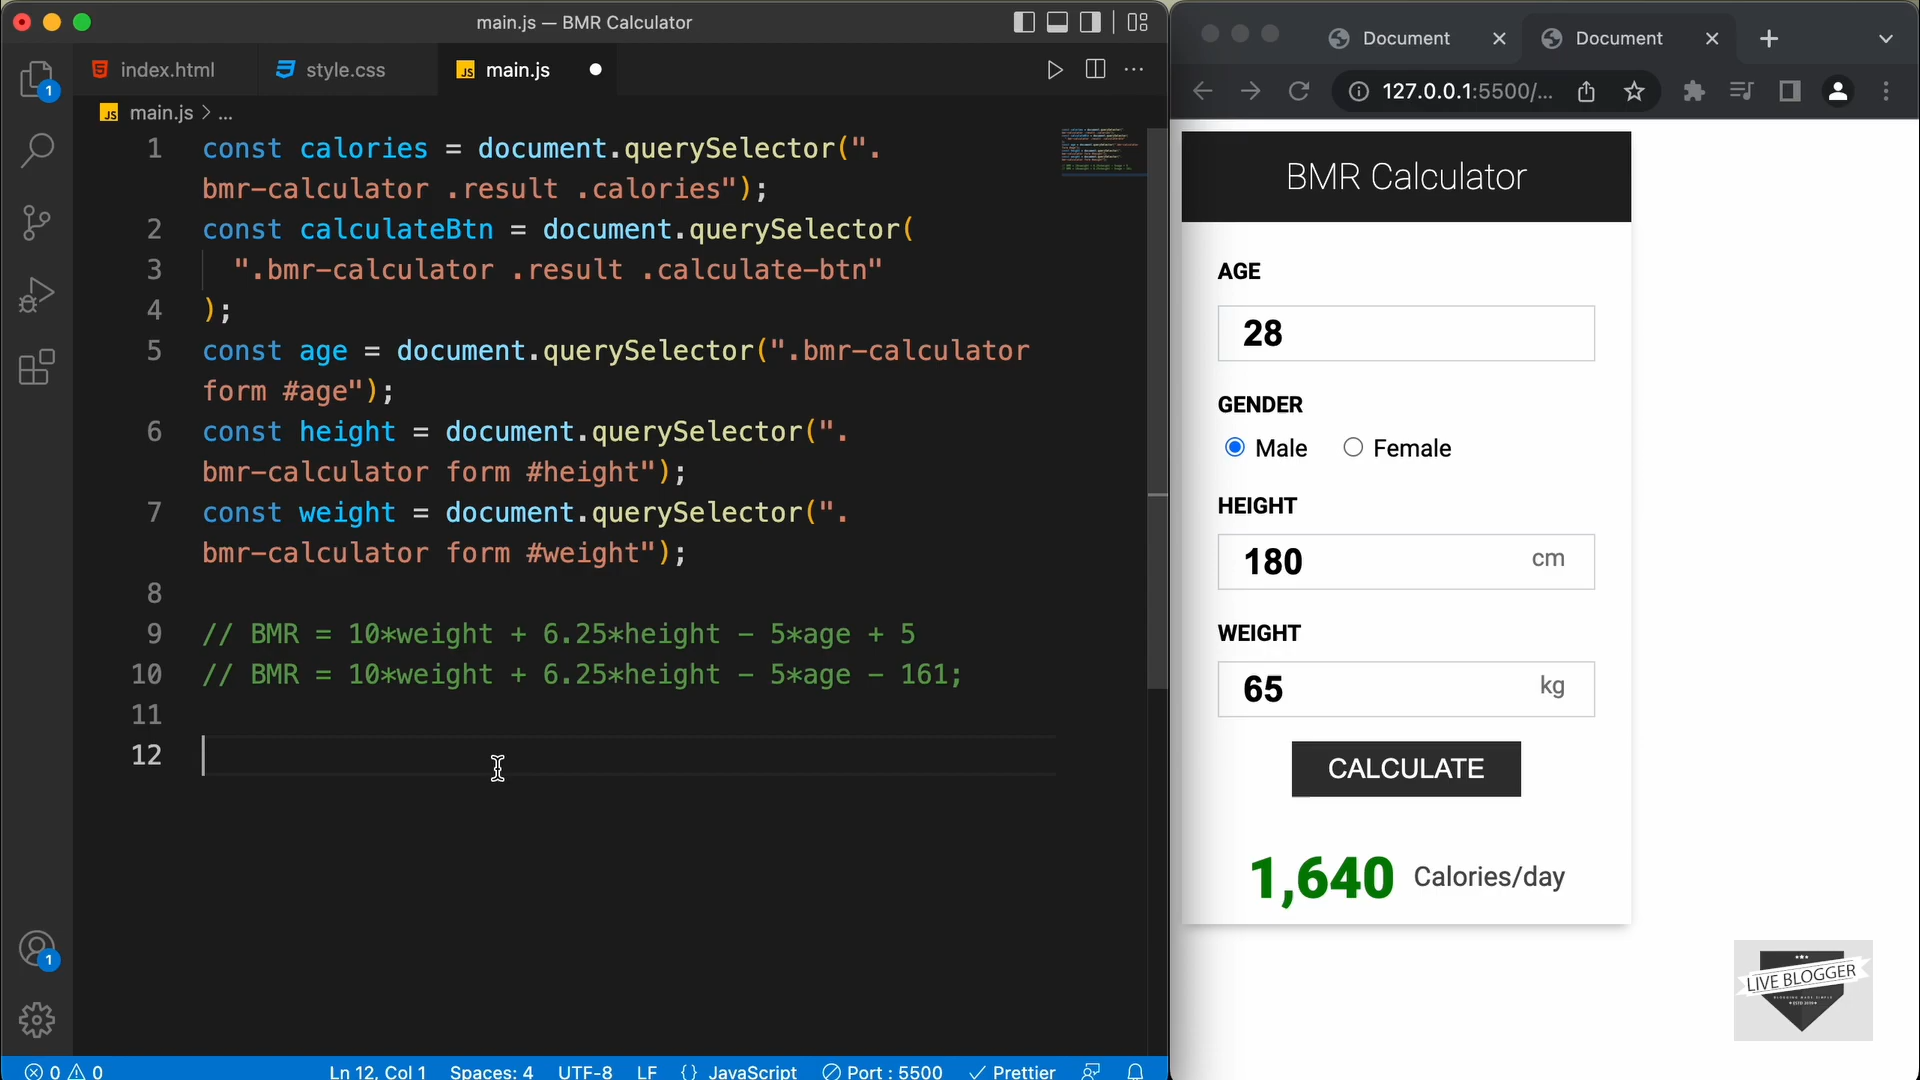 main.js — BMR Calculator
index.html
style.css
main.js
main.js > ...
1 const calories = document.querySelector(".
bmr-calculator .result .calories");
2 const calculateBtn = document.querySelector(
3 ".bmr-calculator .result .calculate-btn"
4 );
5 const age = document.querySelector(".bmr-calculator
form #age");
6 const height = document.querySelector(".
bmr-calculator form #height");
7 const weight = document.querySelector(".
bmr-calculator form #weight");
8
9 // BMR = 10*weight + 6.25*height - 5*age + 5
10 // BMR = 10*weight + 6.25*height - 5*age - 161;
11
12
1
1
0 0
Ln 12, Col 1 Spaces: 4 UTF-8 LF {} JavaScript Port : 5500 Prettier
Document
Document
127.0.0.1:5500/...
BMR Calculator
AGE
28
GENDER
Male Female
HEIGHT
180 cm
WEIGHT
65 kg
CALCULATE
1,640 Calories/day
LIVE BLOGGER